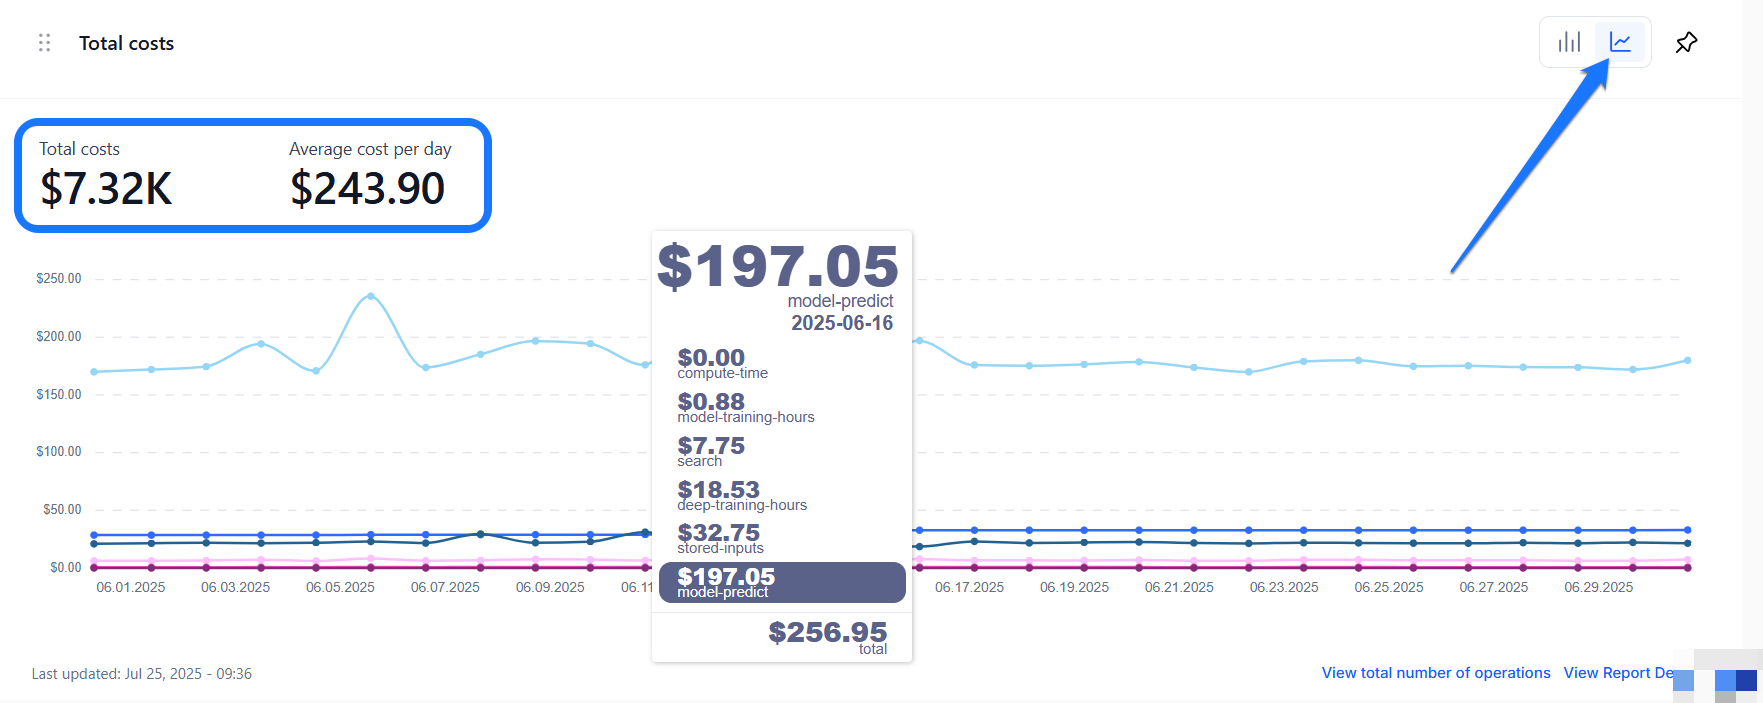 Total costs
Total costs
Average cost per day
$7.32K
$243.90
$250.00
$200.00
$150.00
$100.00
$50.00
$0.00
$197.05
model-predict
2025-06-16
$0.00
compute-time
$0.88
model-training-hours
$7.75
search
$18.53
deep-training-hours
$32.75
stored-inputs
$197.05
model-predict
$256.95
total
06.01.2025 06.03.2025 06.05.2025 06.07.2025 06.09.2025 06.11 06.17.2025 06.19.2025 06.21.2025 06.23.2025 06.25.2025 06.27.2025 06.29.2025
Last updated: Jul 25, 2025 - 09:36
View total number of operations View Report De